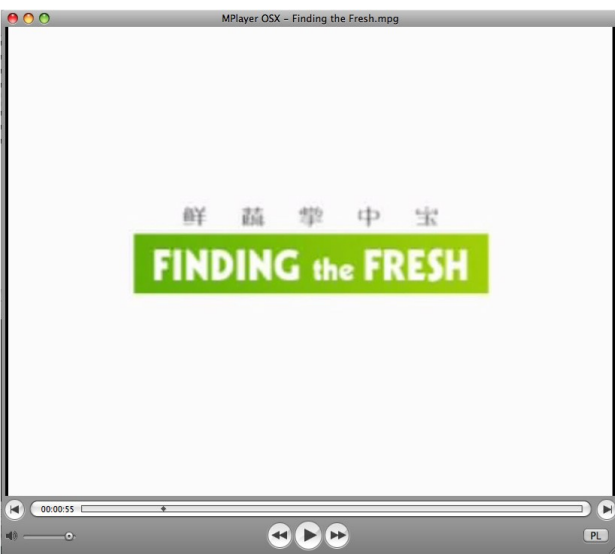 MPlayer OSX – Finding the Fresh.mpg
鲜蔬掌中宝
FINDING the FRESH
00:00:55
PL